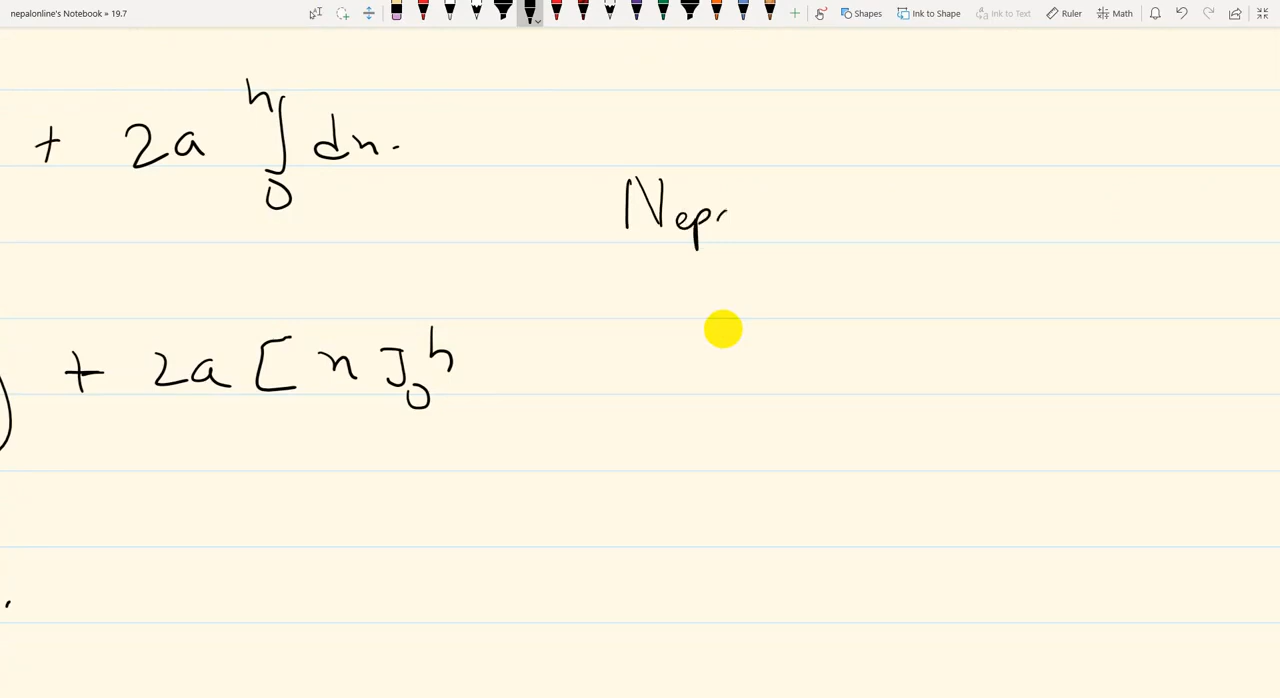 nepalonline's Notebook » 19.7
Shapes Ink to Shape Ink to Text Ruler Math
+ 2a ∫₀ʰ dx.
Nep
+ 2a [x]₀ʰ